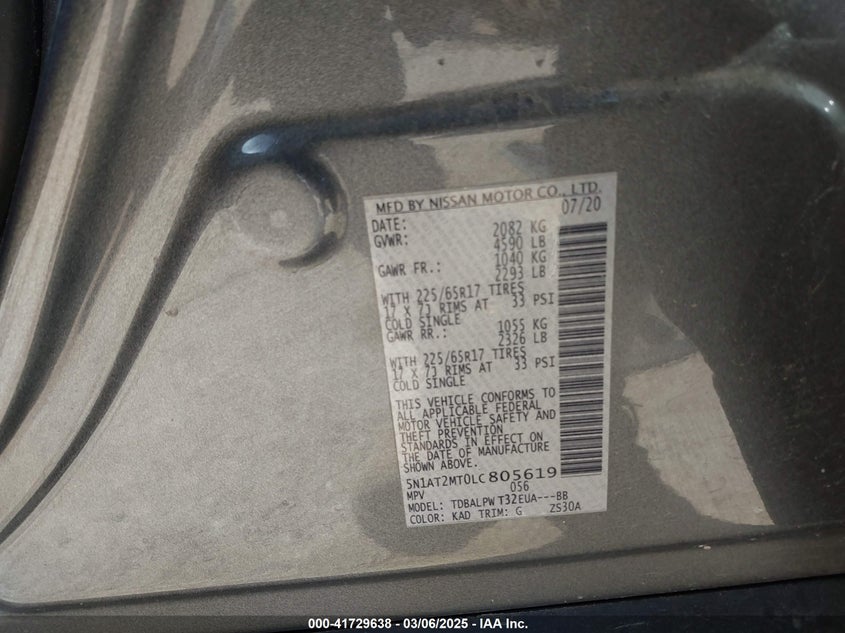 MFD BY NISSAN MOTOR CO., LTD.
DATE: 07/20
GVWR: 2082 KG
4590 LB
GAWR FR.: 1040 KG
2293 LB
WITH 225/65R17 TIRES
17 X 7J RIMS AT 33 PSI
COLD SINGLE
GAWR RR.: 1055 KG
2326 LB
WITH 225/65R17 TIRES
17 X 7J RIMS AT 33 PSI
COLD SINGLE
THIS VEHICLE CONFORMS TO
ALL APPLICABLE FEDERAL
MOTOR VEHICLE SAFETY AND
THEFT PREVENTION
STANDARDS IN EFFECT ON
THE DATE OF MANUFACTURE
SHOWN ABOVE.
5N1AT2MT0LC805619
MPV 056
MODEL: TDBALPW T32EUA---BB
COLOR: KAD TRIM: G ZS30A
000-41729638 - 03/06/2025 - IAA Inc.